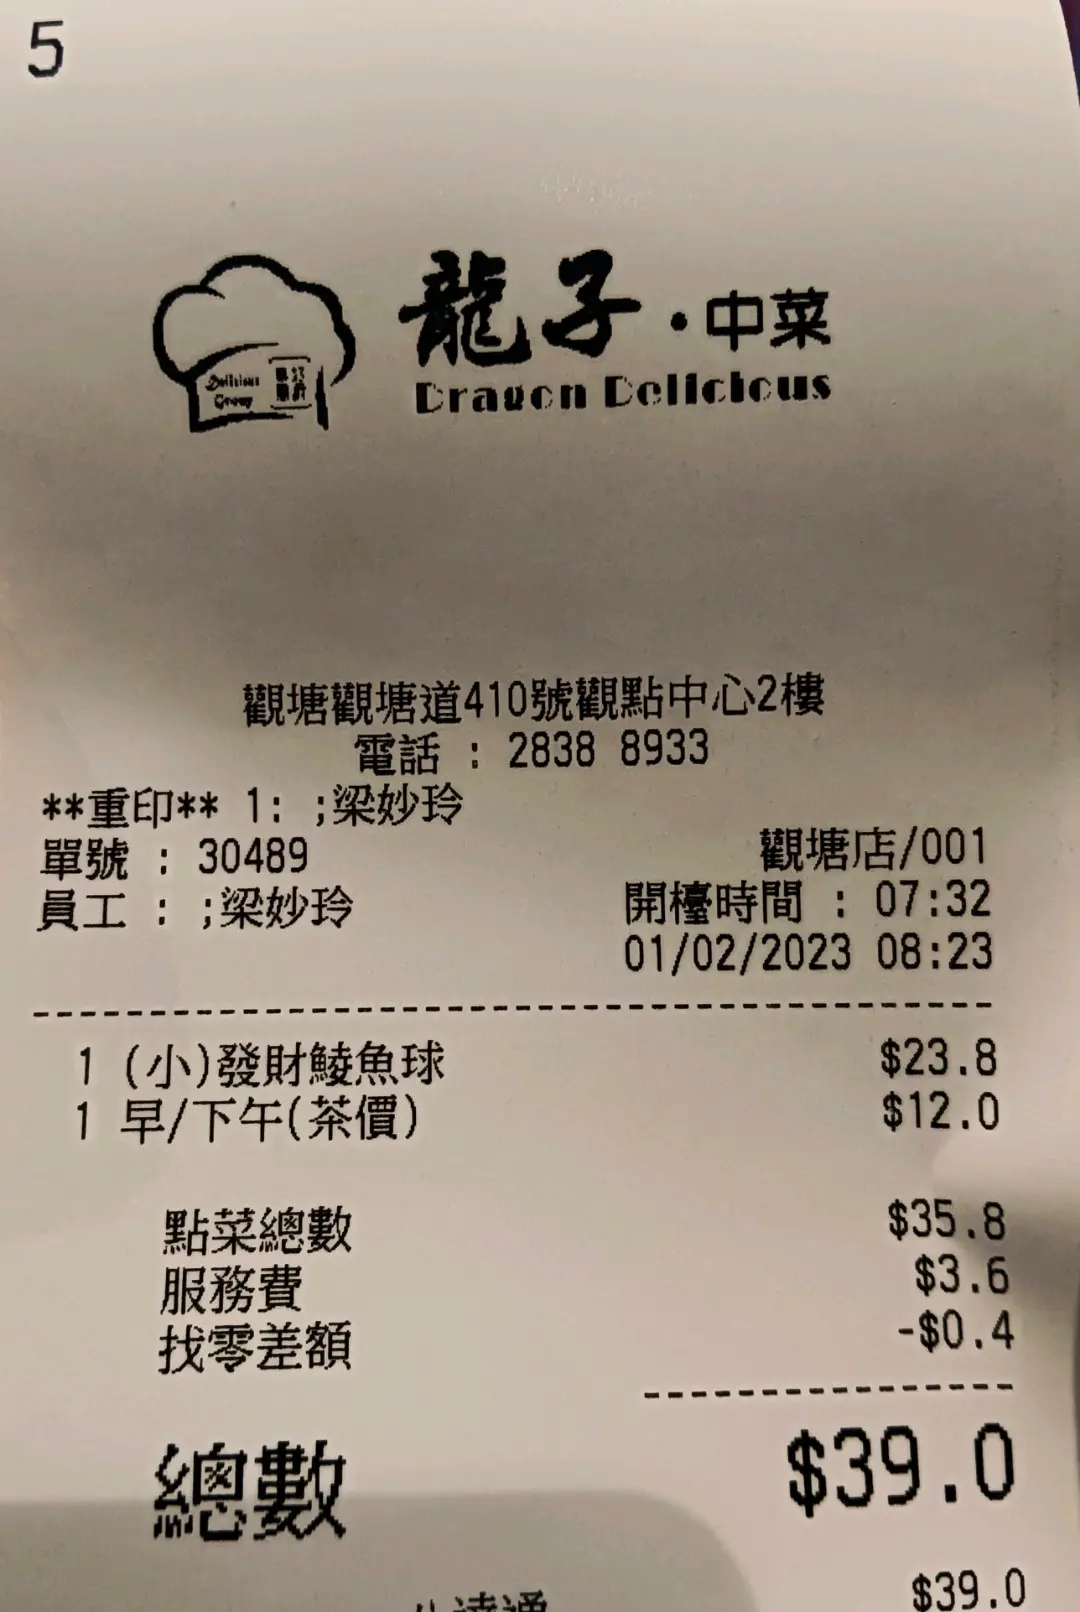 5
龍子·中菜
Dragon Delicious
Delicious
Group
觀塘觀塘道410號觀點中心2樓
電話 : 2838 8933
**重印** 1: ;梁妙玲
單號 : 30489
觀塘店/001
員工 : ;梁妙玲
開檯時間 : 07:32
01/02/2023 08:23
1 (小)發財鯪魚球 $23.8
1 早/下午(茶價) $12.0
點菜總數 $35.8
服務費 $3.6
找零差額 -$0.4
總數 $39.0
八達通 $39.0